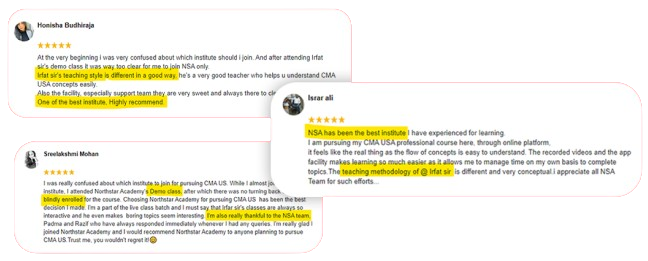 Honisha Budhiraja
At the very beginning i was very confused about which institute should i join. And after attending Irfat
sir's demo class it was way too clear for me to join NSA only.
Irfat sir's teaching style is different in a good way, he's a very good teacher who helps u understand CMA
USA concepts easily.
Also the facility, especially support team they are very sweet and always there to
One of the best institute, Highly recommend.
Israr ali
NSA has been the best institute I have experienced for learning.
I am pursuing my CMA USA professional course here, through online platform,
it feels like the real thing as the flow of concepts is easy to understand. The recorded videos and the app
facility makes learning so much easier as it allows me to manage time on my own basis to complete
topics.The teaching methodology of @ Irfat sir is different and very conceptual.i appreciate all NSA
Team for such efforts...
Sreelakshmi Mohan
I was really confused about which institute to join for pursuing CMA US. While I almost
Institute, I attended Northstar Academy's Demo class, after which there was no turning back
blindly enrolled for the course. Choosing Northstar Academy for pursuing CMA US has been the best
decision I made. I'm a part of the live class batch and I must say that Irfat sir's classes are always so
interactive and he even makes boring topics seem interesting. I'm also really thankful to the NSA team,
Padma and Razif who have always responded immediately whenever I had any queries. I'm really glad I
joined Northstar Academy and I would recommend Northstar Academy to anyone planning to pursue
CMA US Trust me, you wouldn't regret it!